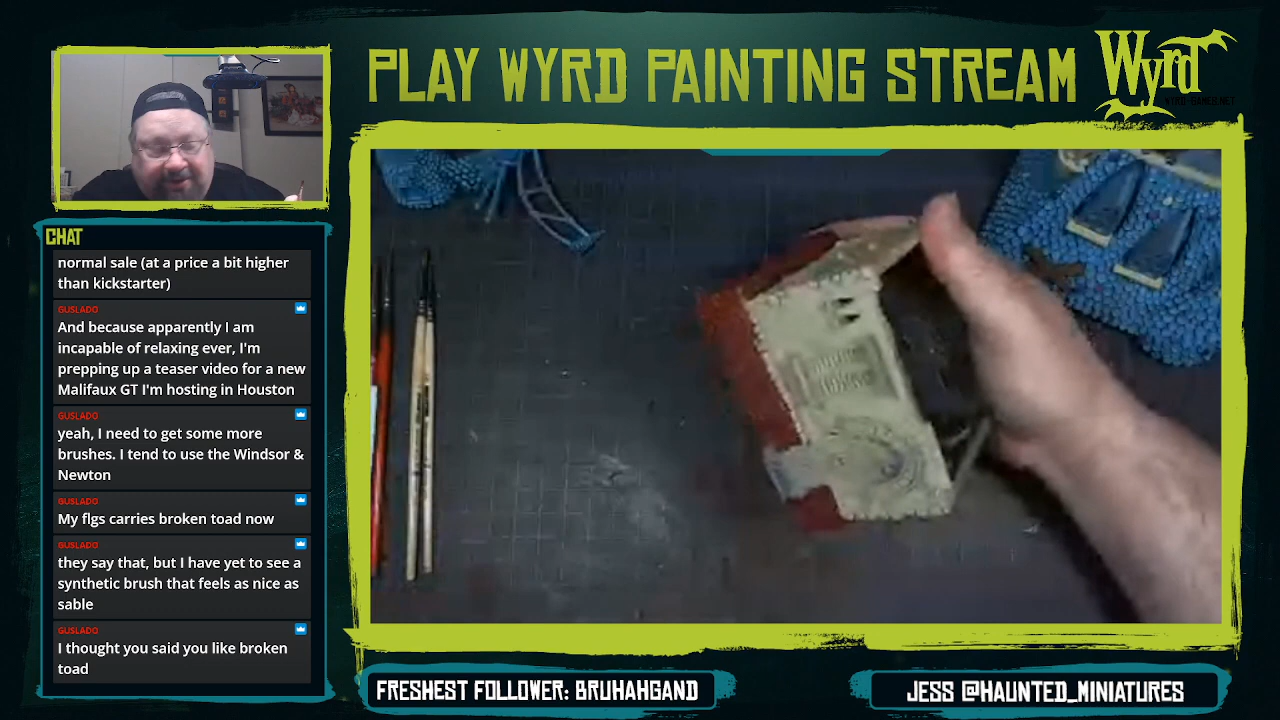 PLAY WYRD PAINTING STREAM
Wyrd
WYRD-GAMES.NET
CHAT
normal sale (at a price a bit higher
than kickstarter)
GUSLADO
And because apparently I am
incapable of relaxing ever, I'm
prepping up a teaser video for a new
Malifaux GT I'm hosting in Houston
GUSLADO
yeah, I need to get some more
brushes. I tend to use the Windsor &
Newton
GUSLADO
My flgs carries broken toad now
GUSLADO
they say that, but I have yet to see a
synthetic brush that feels as nice as
sable
GUSLADO
I thought you said you like broken
toad
FRESHEST FOLLOWER: BRUHAHGAND
JESS @HAUNTED_MINIATURES